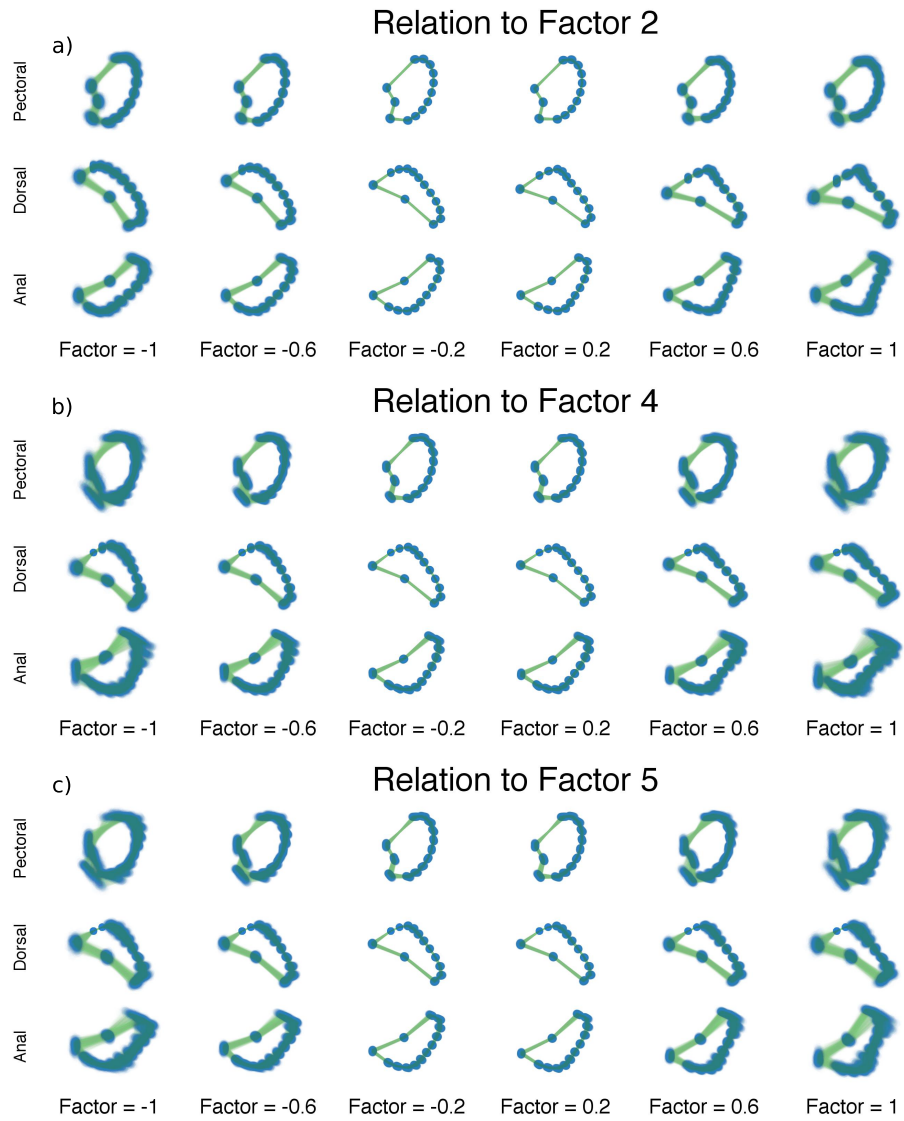 Relation to Factor 2
a)
Pectoral
Dorsal
Anal
Factor = -1 Factor = -0.6 Factor = -0.2 Factor = 0.2 Factor = 0.6 Factor = 1
Relation to Factor 4
b)
Pectoral
Dorsal
Anal
Factor = -1 Factor = -0.6 Factor = -0.2 Factor = 0.2 Factor = 0.6 Factor = 1
Relation to Factor 5
c)
Pectoral
Dorsal
Anal
Factor = -1 Factor = -0.6 Factor = -0.2 Factor = 0.2 Factor = 0.6 Factor = 1